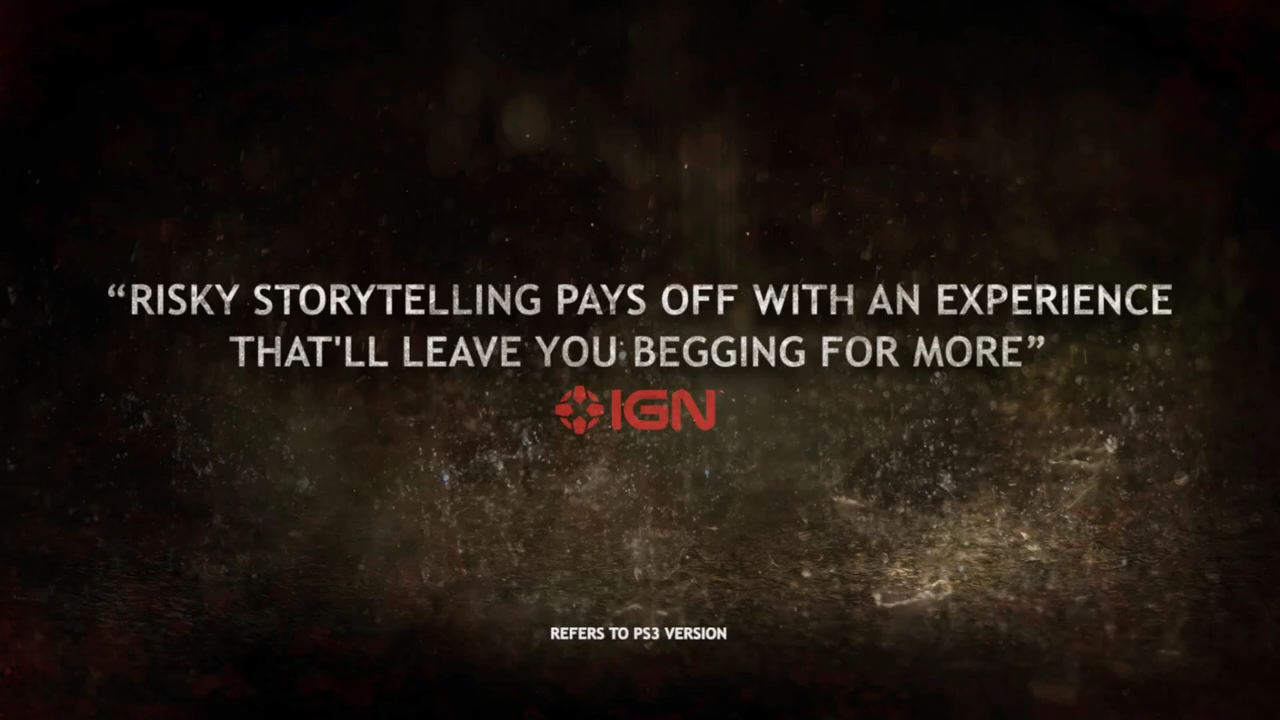 “RISKY STORYTELLING PAYS OFF WITH AN EXPERIENCE
THAT'LL LEAVE YOU BEGGING FOR MORE”
IGN
REFERS TO PS3 VERSION